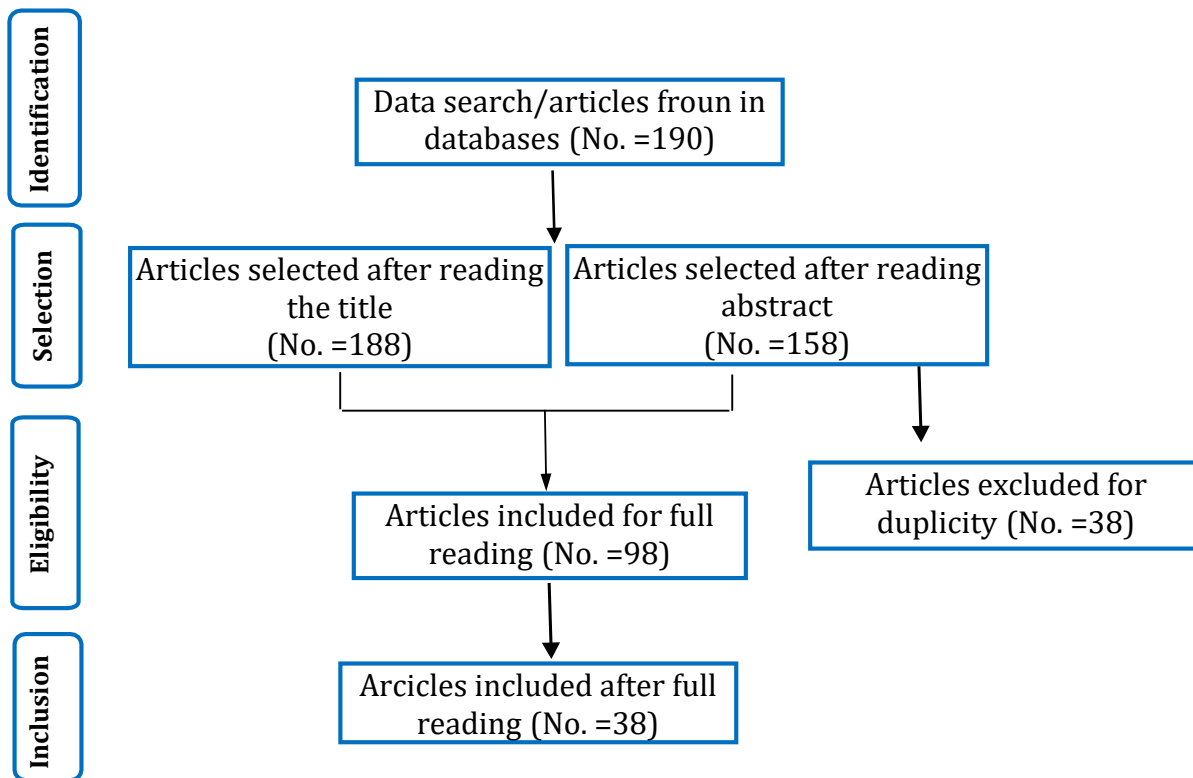 Identification
Data search/articles froun in
databases (No. =190)
Selection
Articles selected after reading
the title
(No. =188)
Articles selected after reading
abstract
(No. =158)
Eligibility
Articles included for full
reading (No. =98)
Articles excluded for
duplicity (No. =38)
Inclusion
Arcicles included after full
reading (No. =38)